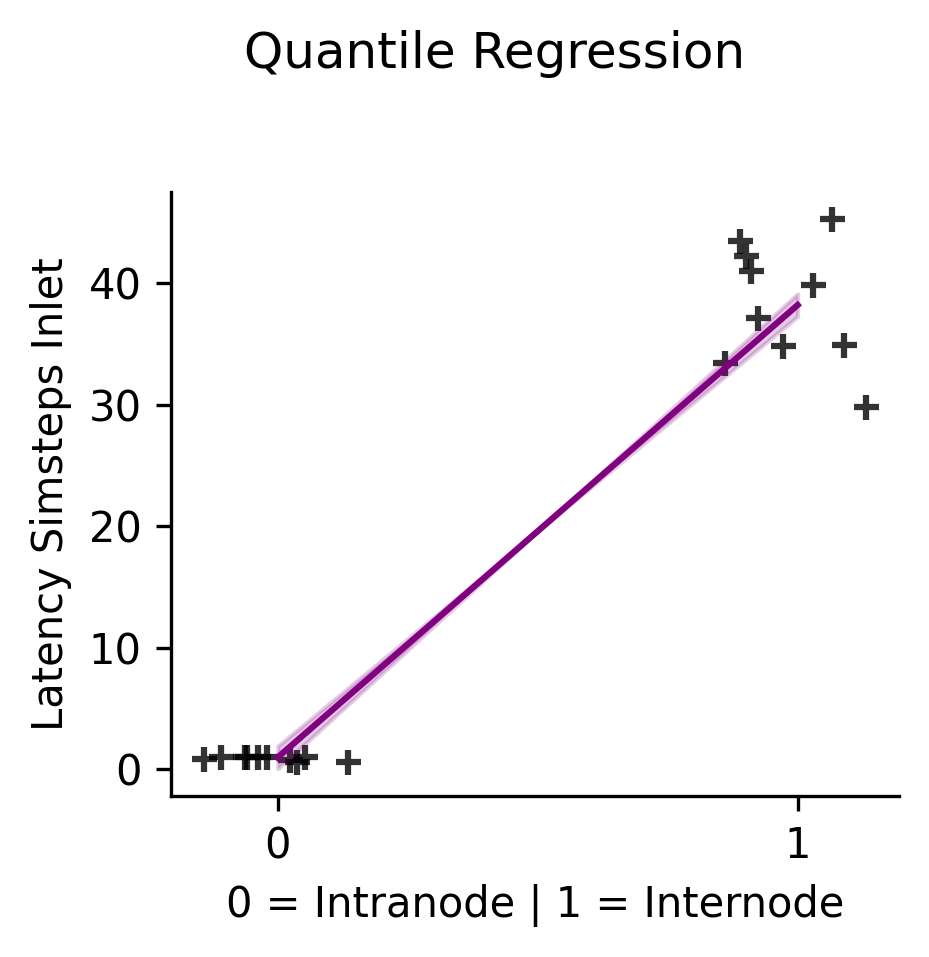 Quantile Regression
Latency Simsteps Inlet
40
30
20
10
0
0
1
0 = Intranode | 1 = Internode